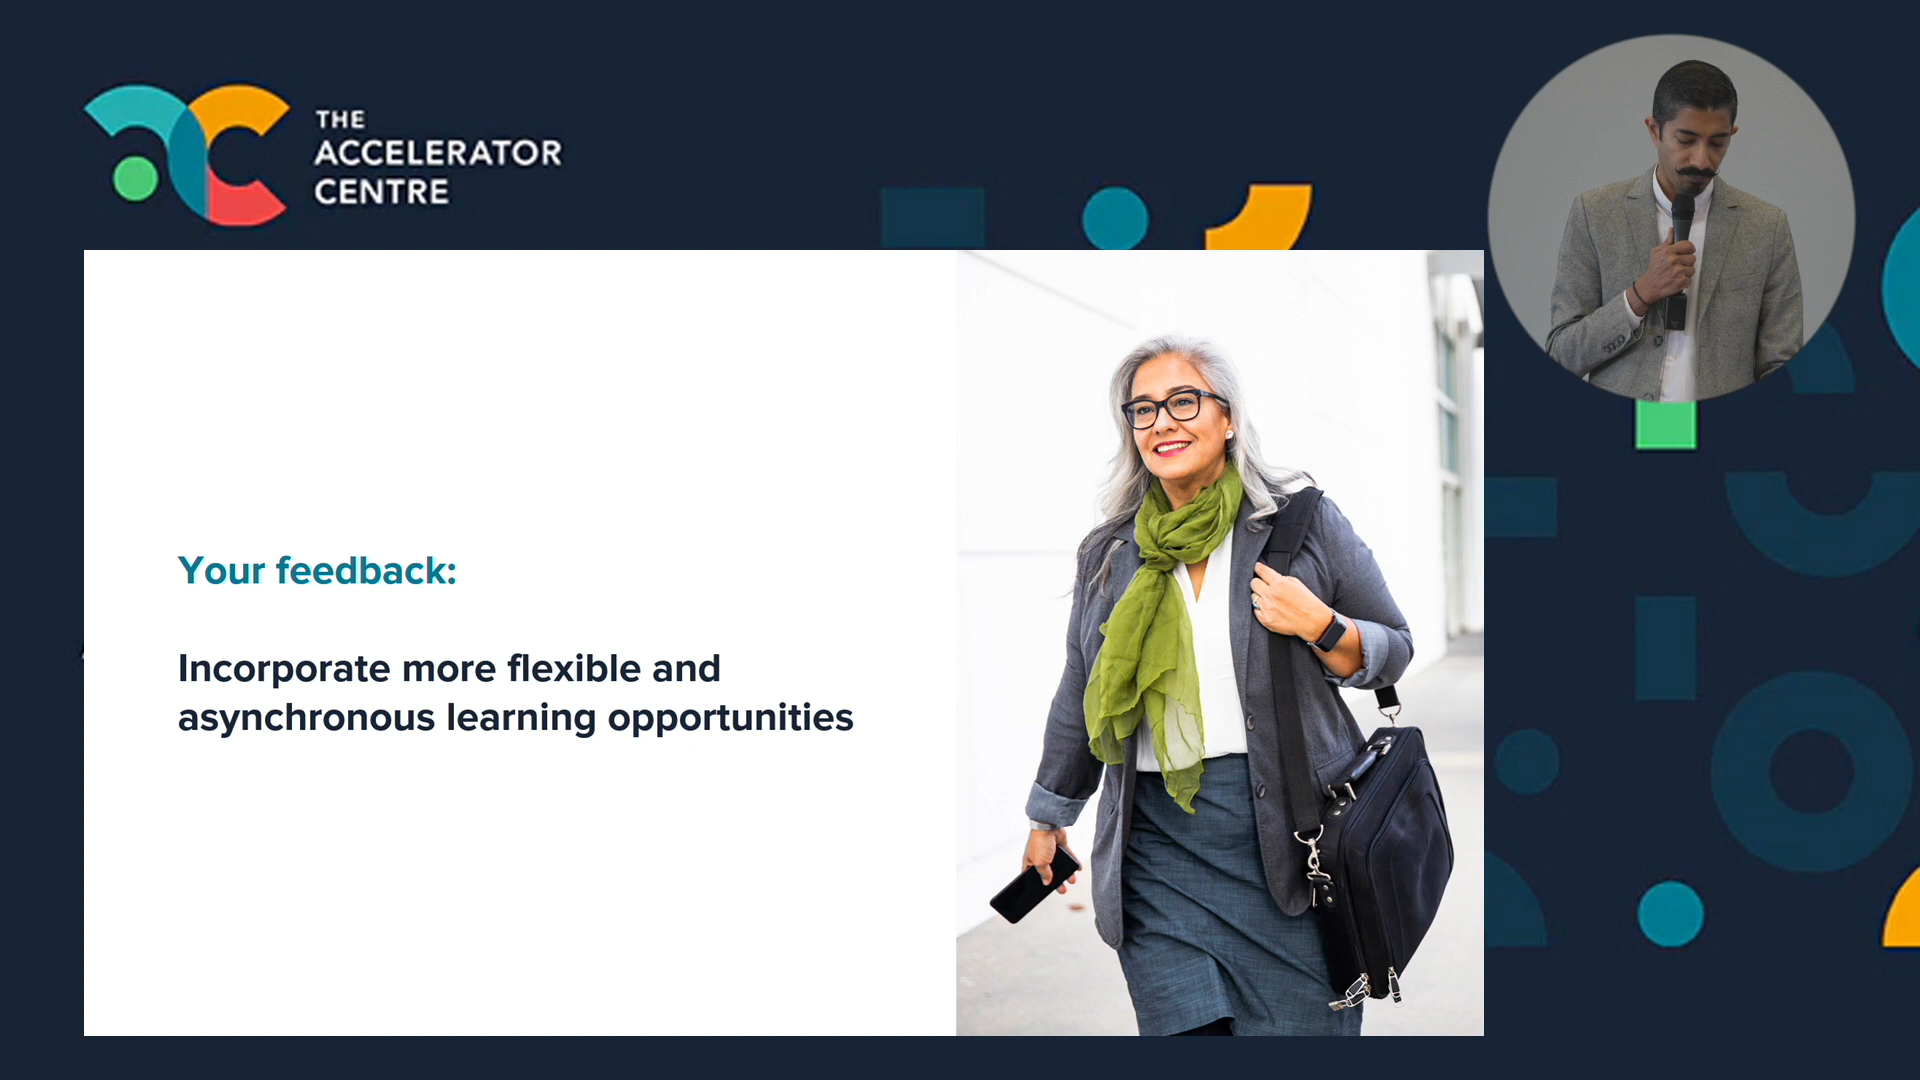 THE
ACCELERATOR
CENTRE
Your feedback:
Incorporate more flexible and
asynchronous learning opportunities